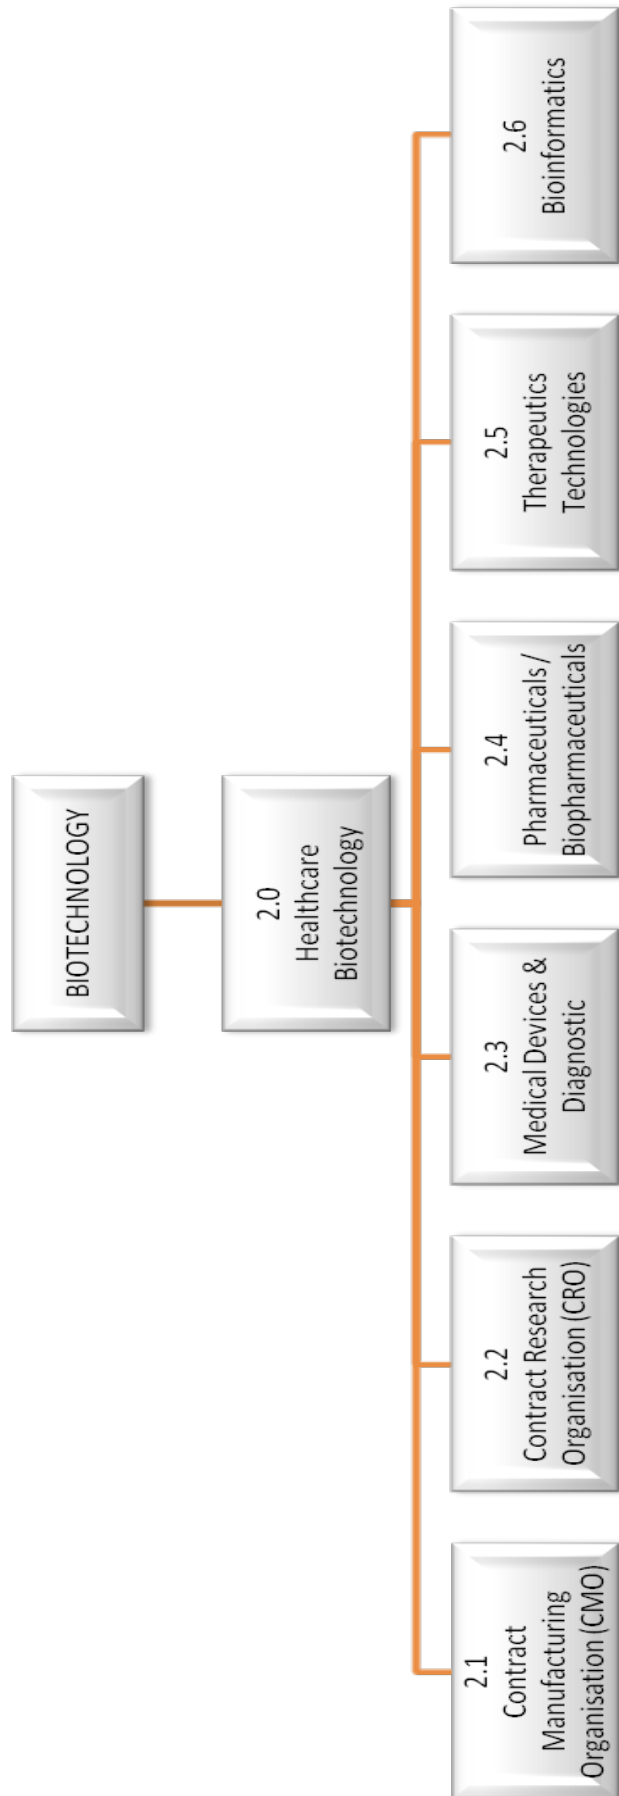 BIOTECHNOLOGY
2.0
Healthcare
Biotechnology
2.1
Contract
Manufacturing
Organisation (CMO)
2.2
Contract Research
Organisation (CRO)
2.3
Medical Devices &
Diagnostic
2.4
Pharmaceuticals /
Biopharmaceuticals
2.5
Therapeutics
Technologies
2.6
Bioinformatics